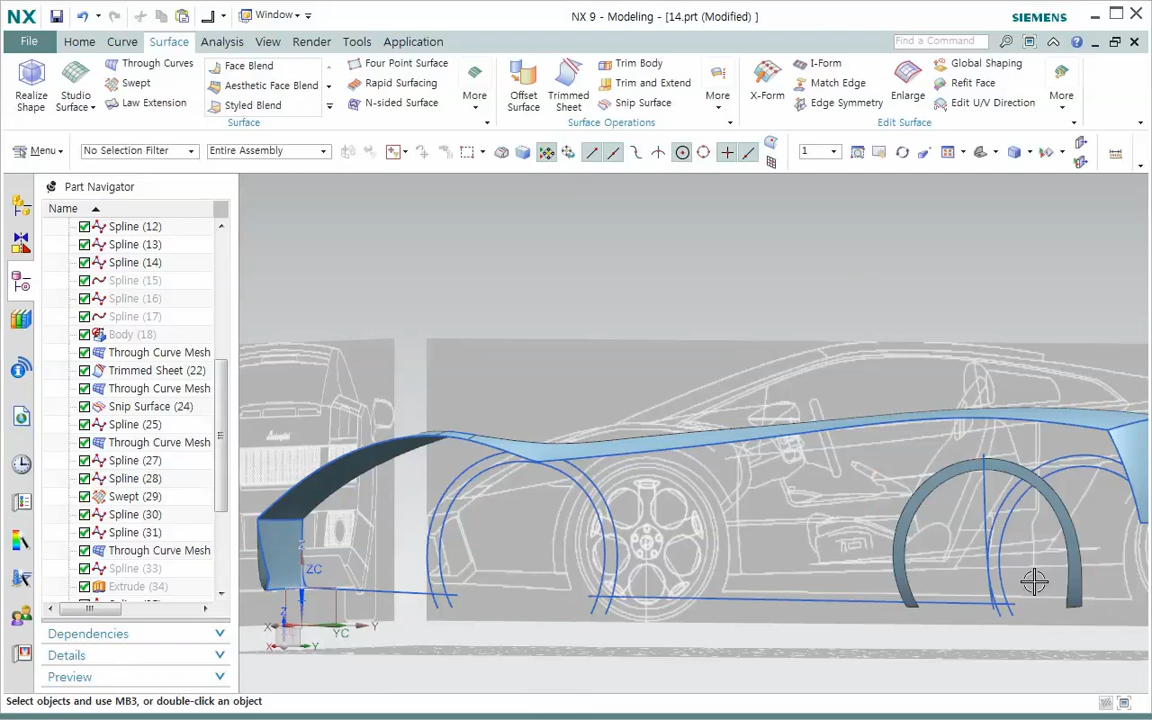 NX
Window
NX 9 - Modeling - [14.prt (Modified) ]
SIEMENS
File
Home
Curve
Surface
Analysis
View
Render
Tools
Application
Find a Command
Realize Shape
Studio Surface
Through Curves
Swept
Law Extension
Face Blend
Aesthetic Face Blend
Styled Blend
Four Point Surface
Rapid Surfacing
N-sided Surface
More
Surface
Offset Surface
Trimmed Sheet
Trim Body
Trim and Extend
Snip Surface
More
Surface Operations
X-Form
I-Form
Match Edge
Edge Symmetry
Enlarge
Global Shaping
Refit Face
Edit U/V Direction
More
Edit Surface
Menu
No Selection Filter
Entire Assembly
1
Part Navigator
Name
Spline (12)
Spline (13)
Spline (14)
Spline (15)
Spline (16)
Spline (17)
Body (18)
Through Curve Mesh
Trimmed Sheet (22)
Through Curve Mesh
Snip Surface (24)
Spline (25)
Through Curve Mesh
Spline (27)
Spline (28)
Swept (29)
Spline (30)
Spline (31)
Through Curve Mesh
Spline (33)
Extrude (34)
Dependencies
Details
Preview
ZC
YC
X
Y
Z
X
Y
Select objects and use MB3, or double-click an object